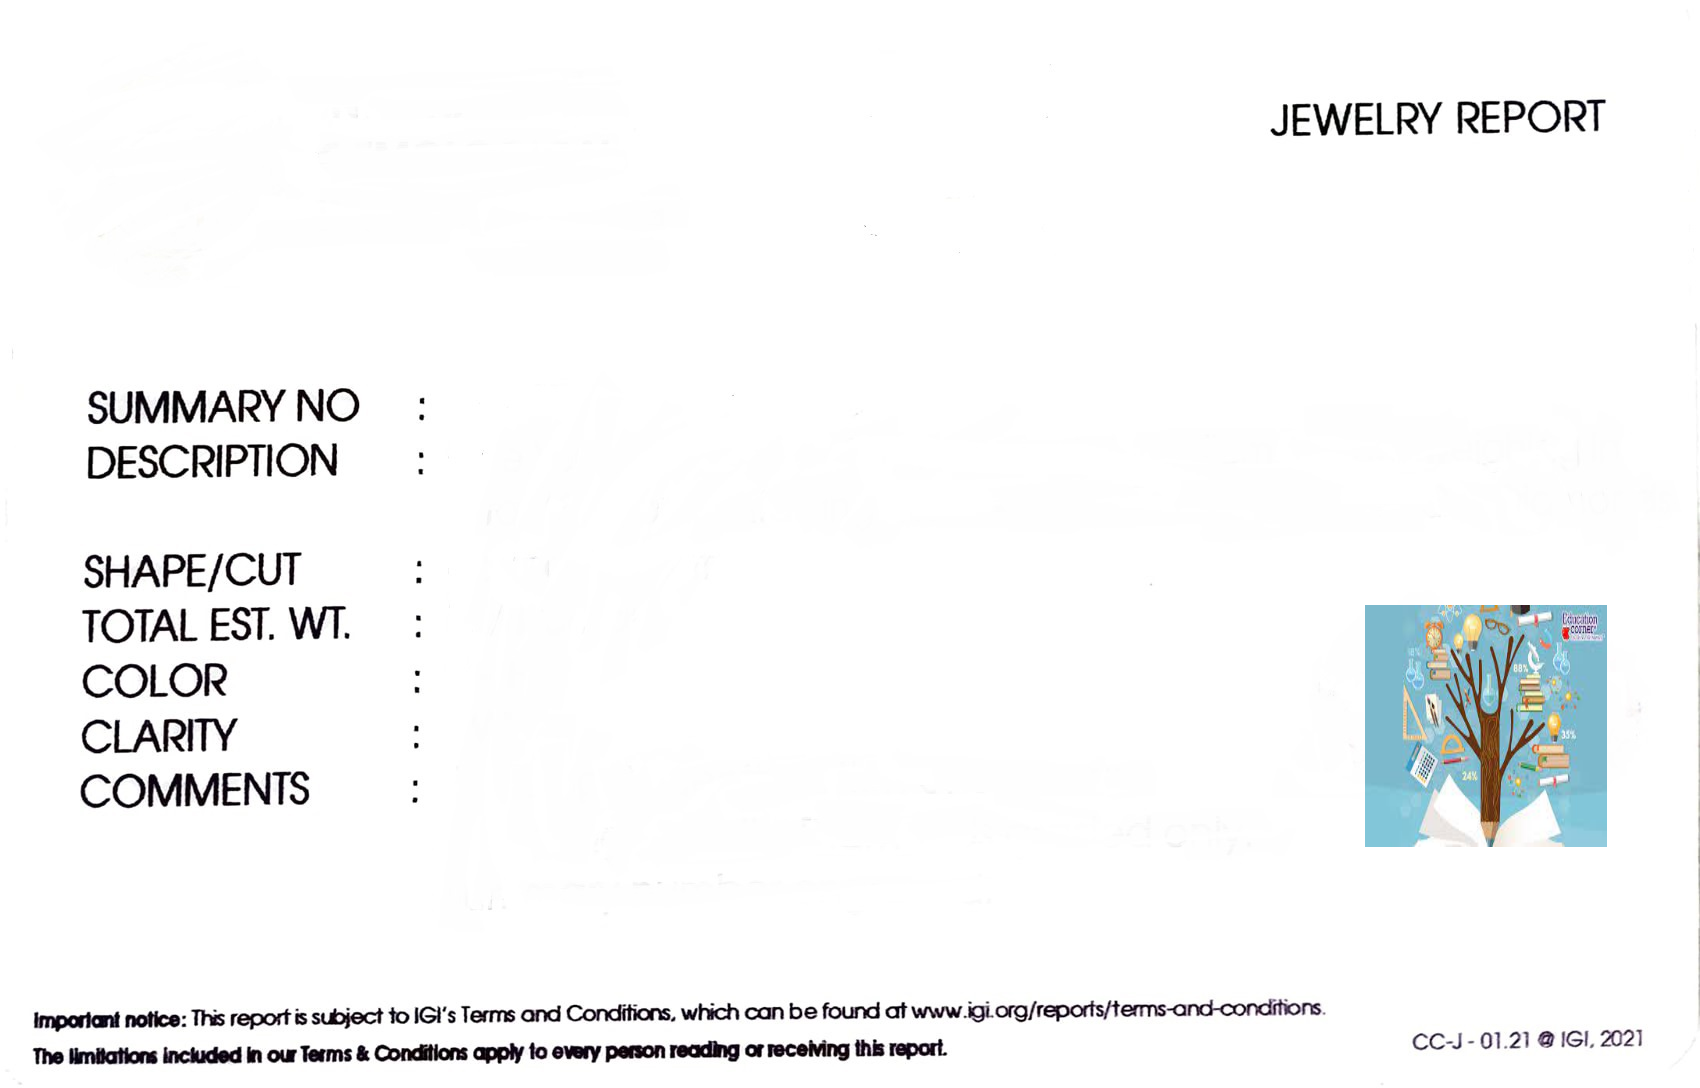 JEWELRY REPORT
SUMMARY NO :
DESCRIPTION :
SHAPE/CUT :
TOTAL EST. WT. :
COLOR :
CLARITY :
COMMENTS :
Education
corner
88%
35%
24%
Important notice: This report is subject to IGI's Terms and Conditions, which can be found at www.igi.org/reports/terms-and-conditions.
The limitations included in our Terms & Conditions apply to every person reading or receiving this report.
CC-J - 01.21 @ IGI, 2021